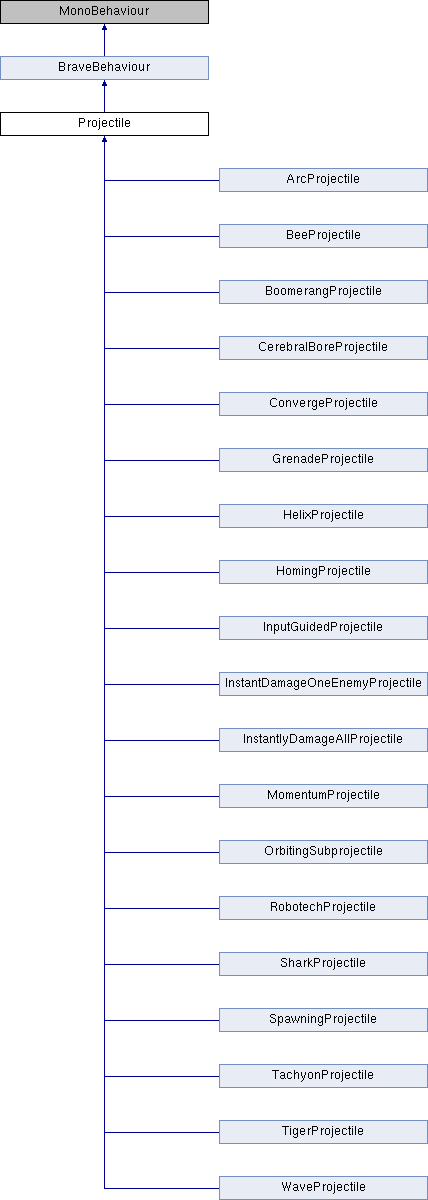 MonoBehaviour
BraveBehaviour
Projectile
ArcProjectile
BeeProjectile
BoomerangProjectile
CerebralBoreProjectile
ConvergeProjectile
GrenadeProjectile
HelixProjectile
HomingProjectile
InputGuidedProjectile
InstantDamageOneEnemyProjectile
InstantlyDamageAllProjectile
MomentumProjectile
OrbitingSubprojectile
RobotechProjectile
SharkProjectile
SpawningProjectile
TachyonProjectile
TigerProjectile
WaveProjectile